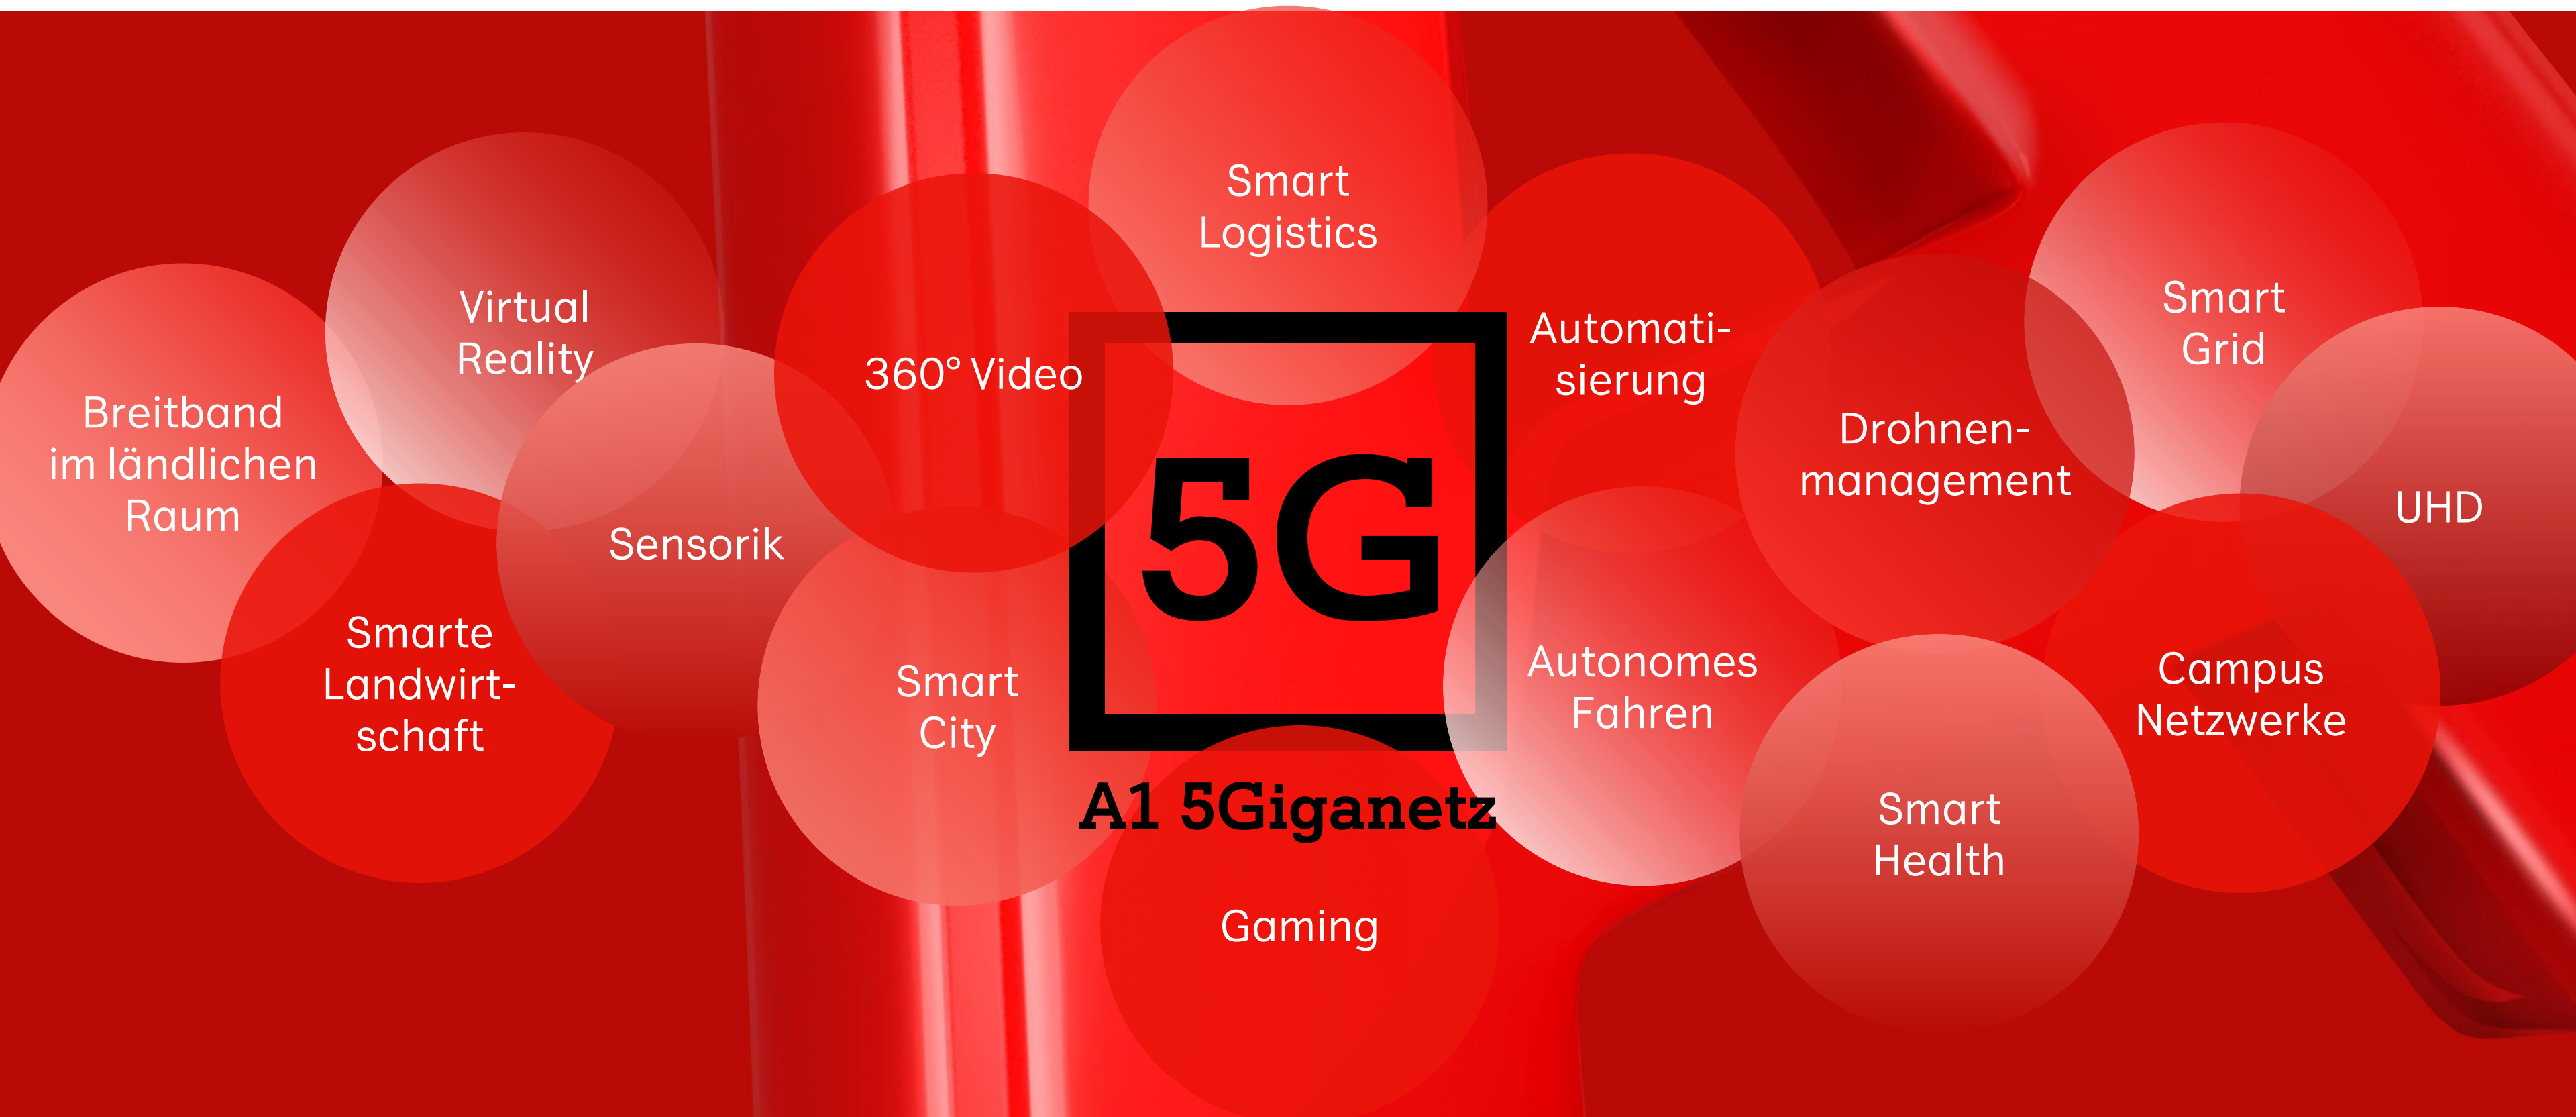 Breitband
im ländlichen
Raum
Virtual
Reality
Smarte
Landwirt-
schaft
Sensorik
360° Video
Smart
City
Smart
Logistics
5G
A1 5Giganetz
Gaming
Automati-
sierung
Autonomes
Fahren
Drohnen-
management
Smart
Health
Smart
Grid
Campus
Netzwerke
UHD